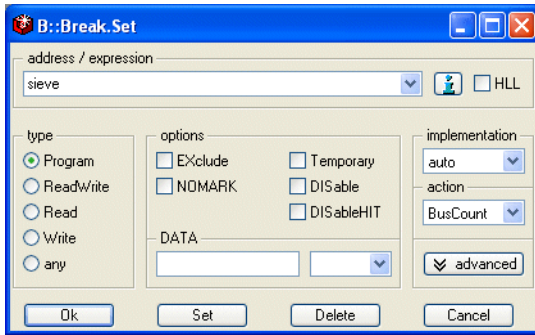 B::Break.Set
address / expression
sieve
i
HLL
type
Program
ReadWrite
Read
Write
any
options
EXclude
NOMARK
Temporary
DISable
DISableHIT
DATA
implementation
auto
action
BusCount
advanced
Ok
Set
Delete
Cancel